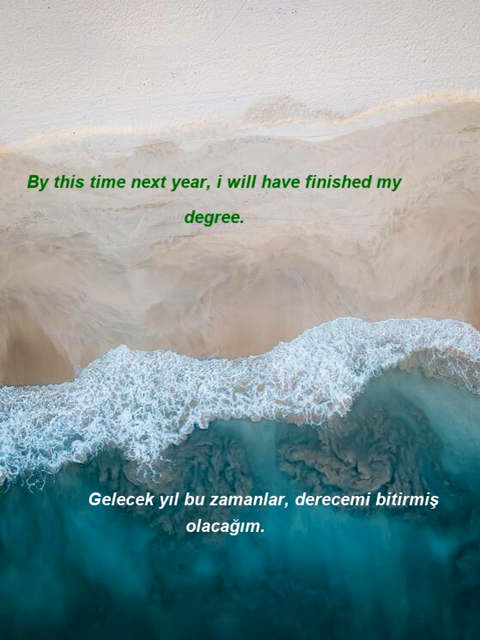 By this time next year, i will have finished my
degree.
Gelecek yıl bu zamanlar, derecemi bitirmiş
olacağım.